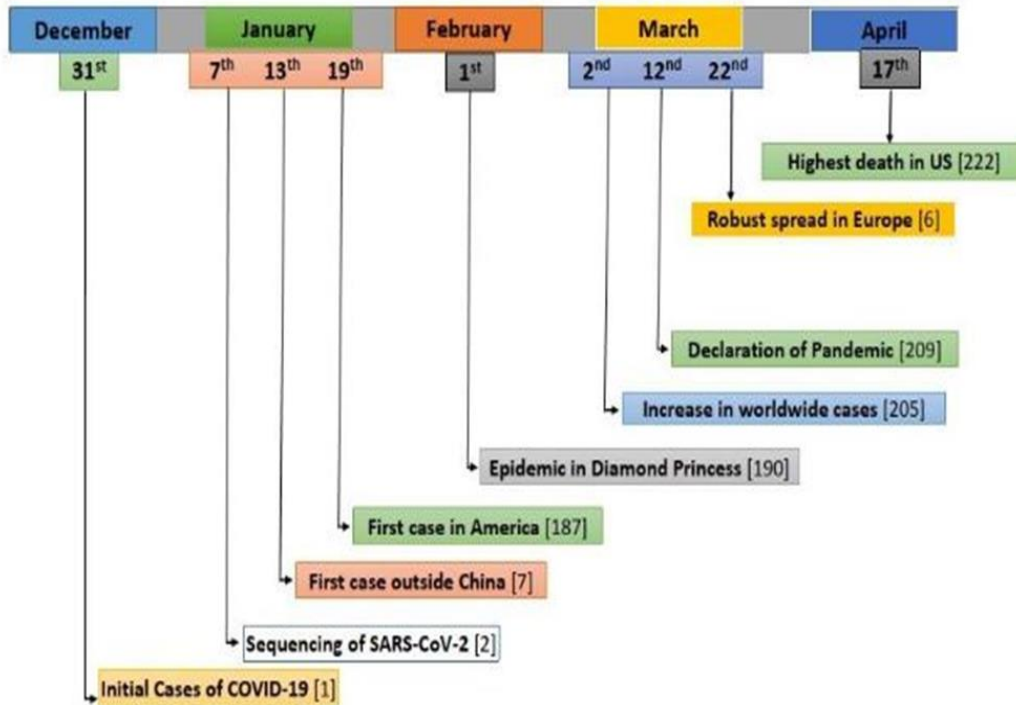 December January February March April
31st 7th 13th 19th 1st 2nd 12nd 22nd 17th
Highest death in US [222]
Robust spread in Europe [6]
Declaration of Pandemic [209]
Increase in worldwide cases [205]
Epidemic in Diamond Princess [190]
First case in America [187]
First case outside China [7]
Sequencing of SARS-CoV-2 [2]
Initial Cases of COVID-19 [1]